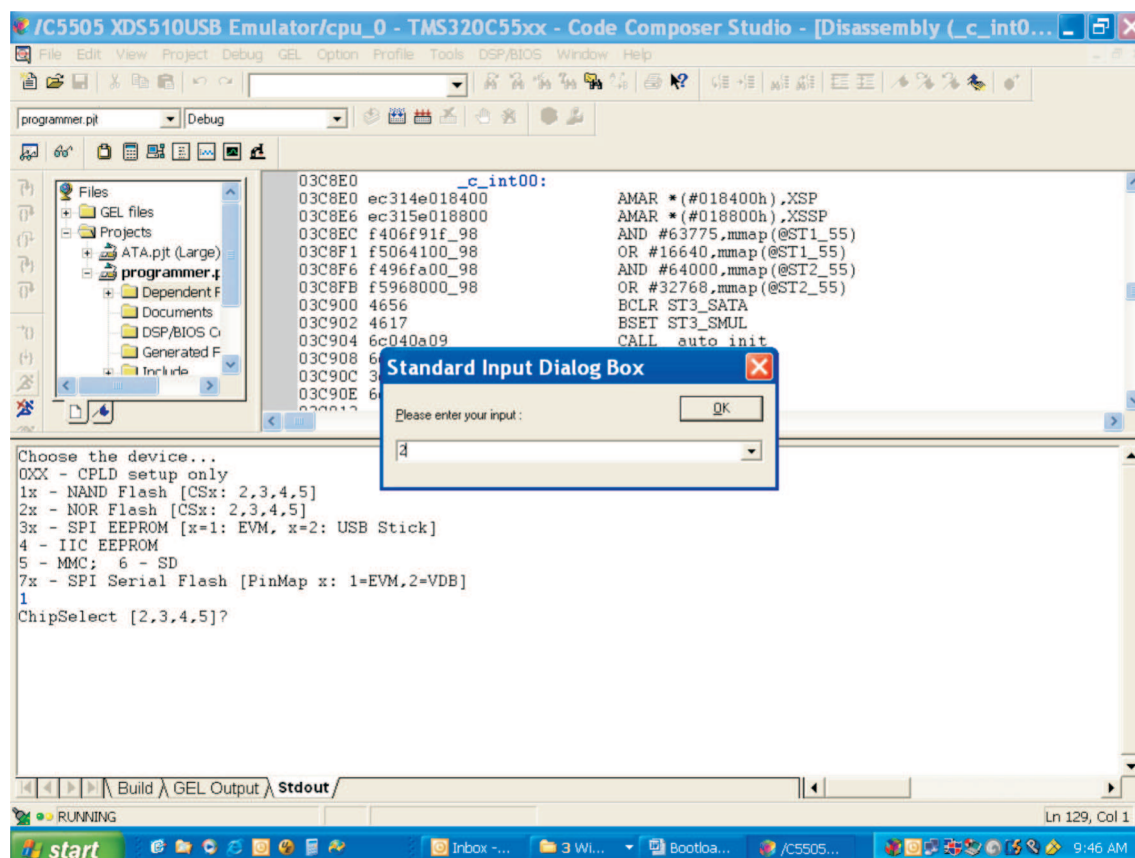 /C5505 XDS510USB Emulator/cpu_0 - TMS320C55xx - Code Composer Studio - [Disassembly (_c_int0...
File Edit View Project Debug GEL Option Profile Tools DSP/BIOS Window Help
programmer.pjt Debug
Files
GEL files
Projects
ATA.pjt (Large)
programmer.p
Dependent F
Documents
DSP/BIOS C
Generated F
Include
03C8E0 _c_int00:
03C8E0 ec314e018400 AMAR *(#018400h),XSP
03C8E6 ec315e018800 AMAR *(#018800h),XSSP
03C8EC f406f91f_98 AND #63775,mmap(@ST1_55)
03C8F1 f5064100_98 OR #16640,mmap(@ST1_55)
03C8F6 f496fa00_98 AND #64000,mmap(@ST2_55)
03C8FB f5968000_98 OR #32768,mmap(@ST2_55)
03C900 4656 BCLR ST3_SATA
03C902 4617 BSET ST3_SMUL
03C904 6c040a09 CALL auto init
03C908 6
03C90C 3
03C90E 6
Standard Input Dialog Box
Please enter your input :
OK
2
Choose the device...
0XX - CPLD setup only
1x - NAND Flash [CSx: 2,3,4,5]
2x - NOR Flash [CSx: 2,3,4,5]
3x - SPI EEPROM [x=1: EVM, x=2: USB Stick]
4 - IIC EEPROM
5 - MMC; 6 - SD
7x - SPI Serial Flash [PinMap x: 1=EVM,2=VDB]
1
ChipSelect [2,3,4,5]?
Build GEL Output Stdout
RUNNING Ln 129, Col 1
start Inbox -... 3 Wi... Bootloa... /C5505... 9:46 AM